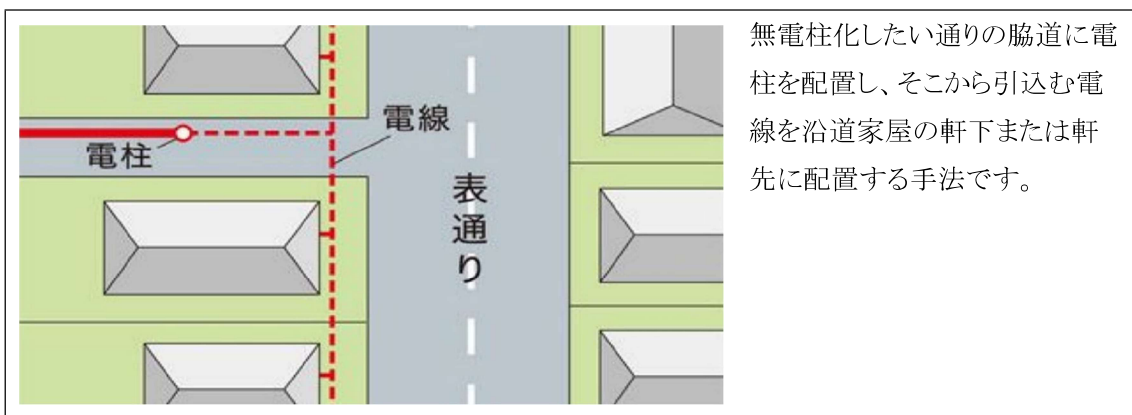 電柱
電線
表通り
無電柱化したい通りの脇道に電
柱を配置し、そこから引込む電
線を沿道家屋の軒下または軒
先に配置する手法です。